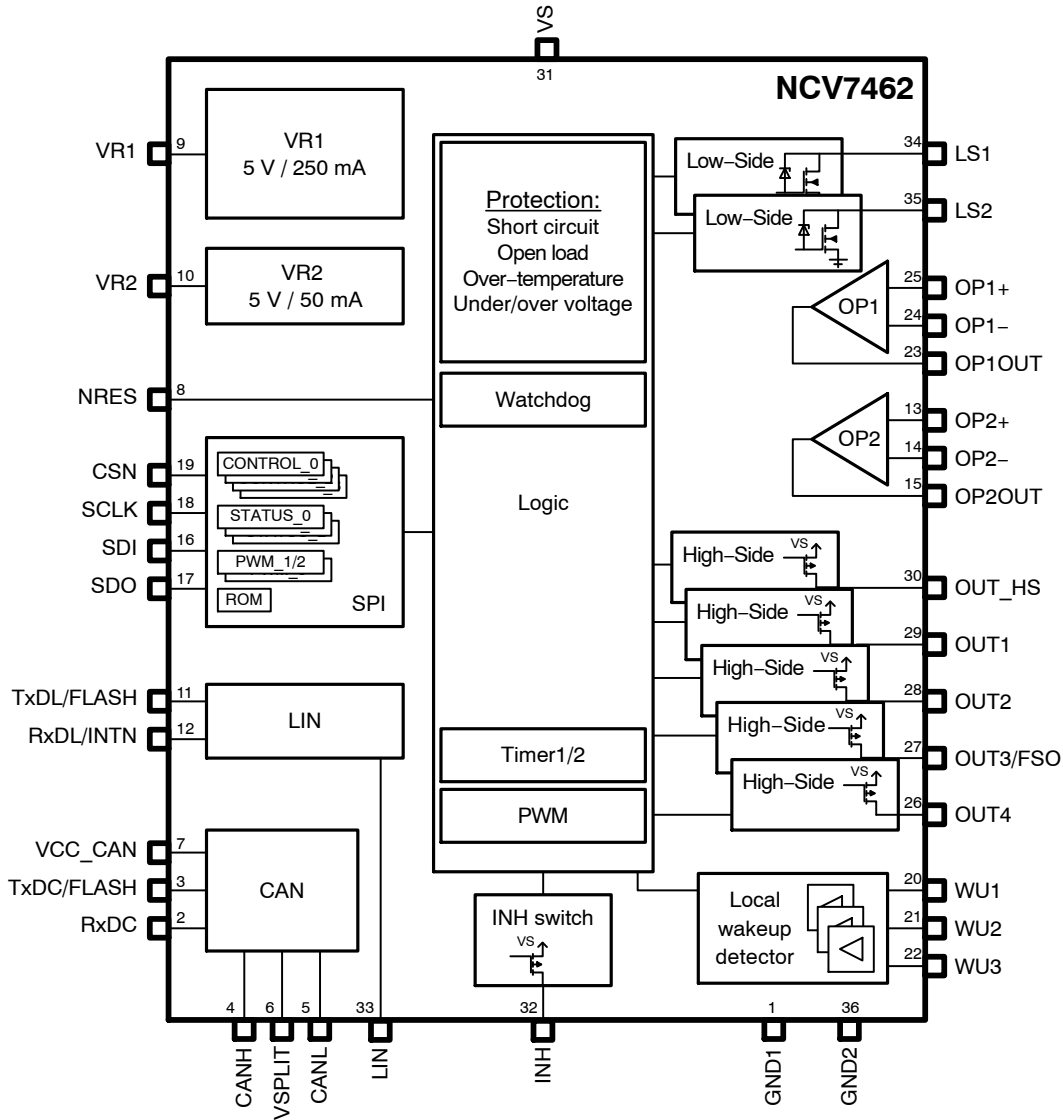 VS
31
NCV7462
VR1
9
VR1
5 V / 250 mA
VR2
10
VR2
5 V / 50 mA
NRES
8
CSN
19
SCLK
18
SDI
16
SDO
17
CONTROL_0
STATUS_0
PWM_1/2
ROM
SPI
TxDL/FLASH
11
RxDL/INTN
12
LIN
VCC_CAN
7
TxDC/FLASH
3
RxDC
2
CAN
Protection:
Short circuit
Open load
Over−temperature
Under/over voltage
Watchdog
Logic
Timer1/2
PWM
INH switch
VS
Low−Side
34
LS1
Low−Side
35
LS2
OP1
25
OP1+
24
OP1−
23
OP1OUT
OP2
13
OP2+
14
OP2−
15
OP2OUT
High−Side
VS
30
OUT_HS
High−Side
VS
29
OUT1
High−Side
VS
28
OUT2
High−Side
VS
27
OUT3/FSO
High−Side
VS
26
OUT4
Local
wakeup
detector
20
WU1
21
WU2
22
WU3
4
6
5
33
32
1
36
CANH
VSPLIT
CANL
LIN
INH
GND1
GND2